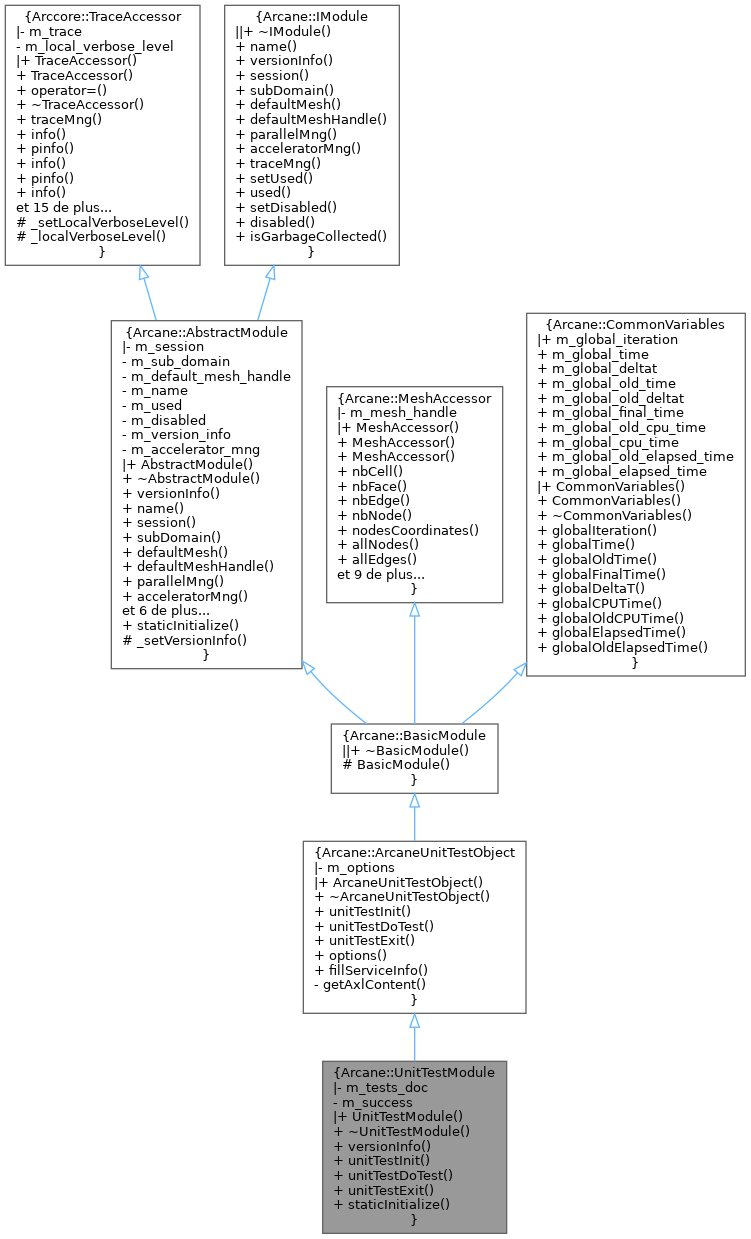 {Arccore::TraceAccessor
|- m_trace
- m_local_verbose_level
|+ TraceAccessor()
+ TraceAccessor()
+ operator=()
+ ~TraceAccessor()
+ traceMng()
+ info()
+ pinfo()
+ info()
+ pinfo()
+ info()
et 15 de plus...
# _setLocalVerboseLevel()
# _localVerboseLevel()
}
{Arcane::IModule
||+ ~IModule()
+ name()
+ versionInfo()
+ session()
+ subDomain()
+ defaultMesh()
+ defaultMeshHandle()
+ parallelMng()
+ acceleratorMng()
+ traceMng()
+ setUsed()
+ used()
+ setDisabled()
+ disabled()
+ isGarbageCollected()
}
{Arcane::AbstractModule
|- m_session
- m_sub_domain
- m_default_mesh_handle
- m_name
- m_used
- m_disabled
- m_version_info
- m_accelerator_mng
|+ AbstractModule()
+ ~AbstractModule()
+ versionInfo()
+ name()
+ session()
+ subDomain()
+ defaultMesh()
+ defaultMeshHandle()
+ parallelMng()
+ acceleratorMng()
et 6 de plus...
+ staticInitialize()
# _setVersionInfo()
}
{Arcane::MeshAccessor
|- m_mesh_handle
|+ MeshAccessor()
+ MeshAccessor()
+ MeshAccessor()
+ nbCell()
+ nbFace()
+ nbEdge()
+ nbNode()
+ nodesCoordinates()
+ allNodes()
+ allEdges()
et 9 de plus...
}
{Arcane::CommonVariables
|+ m_global_iteration
+ m_global_time
+ m_global_deltat
+ m_global_old_time
+ m_global_old_deltat
+ m_global_final_time
+ m_global_old_cpu_time
+ m_global_cpu_time
+ m_global_old_elapsed_time
+ m_global_elapsed_time
|+ CommonVariables()
+ CommonVariables()
+ ~CommonVariables()
+ globalIteration()
+ globalTime()
+ globalOldTime()
+ globalFinalTime()
+ globalDeltaT()
+ globalCPUTime()
+ globalOldCPUTime()
+ globalElapsedTime()
+ globalOldElapsedTime()
}
{Arcane::BasicModule
||+ ~BasicModule()
# BasicModule()
}
{Arcane::ArcaneUnitTestObject
|- m_options
|+ ArcaneUnitTestObject()
+ ~ArcaneUnitTestObject()
+ unitTestInit()
+ unitTestDoTest()
+ unitTestExit()
+ options()
+ fillServiceInfo()
- getAxlContent()
}
{Arcane::UnitTestModule
|- m_tests_doc
- m_success
|+ UnitTestModule()
+ ~UnitTestModule()
+ versionInfo()
+ unitTestInit()
+ unitTestDoTest()
+ unitTestExit()
+ staticInitialize()
}